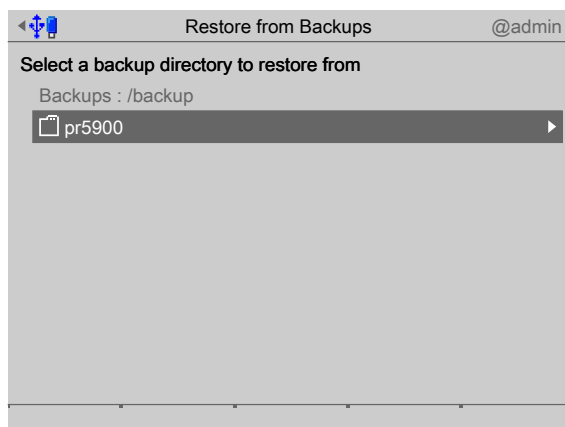 Restore from Backups @admin
Select a backup directory to restore from
Backups : /backup
pr5900